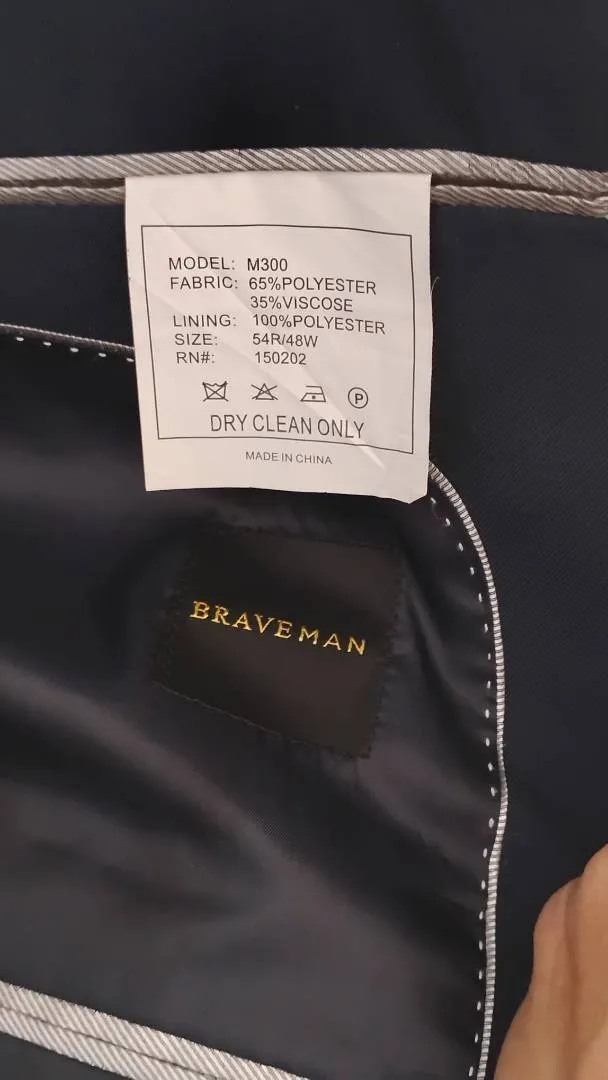 MODEL: M300
FABRIC: 65%POLYESTER
35%VISCOSE
LINING: 100%POLYESTER
SIZE: 54R/48W
RN#: 150202
P
DRY CLEAN ONLY
MADE IN CHINA
BRAVEMAN